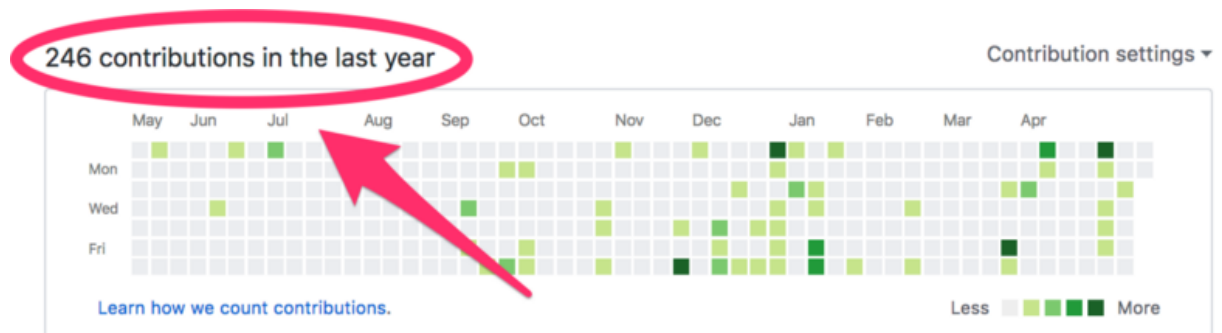 246 contributions in the last year
Contribution settings
May Jun Jul Aug Sep Oct Nov Dec Jan Feb Mar Apr
Mon
Wed
Fri
Learn how we count contributions.
Less More